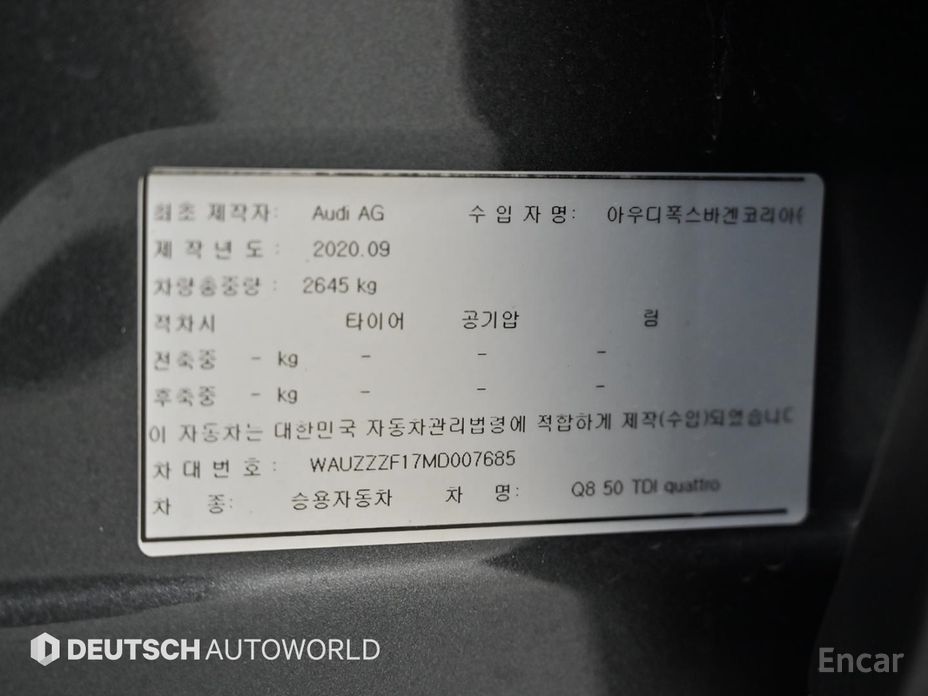 최초 제작자: Audi AG 수 입 자 명: 아우디폭스바겐코리아(
제 작 년 도 : 2020.09
차량총중량 : 2645 kg
적차시 타이어 공기압 림
전축중 - kg - - -
후축중 - kg - - -
이 자동차는 대한민국 자동차관리법령에 적합하게 제작(수입)되었습니다
차 대 번 호 : WAUZZZF17MD007685
차 종: 승용자동차 차 명: Q8 50 TDI quattro
DEUTSCH AUTOWORLD
Encar